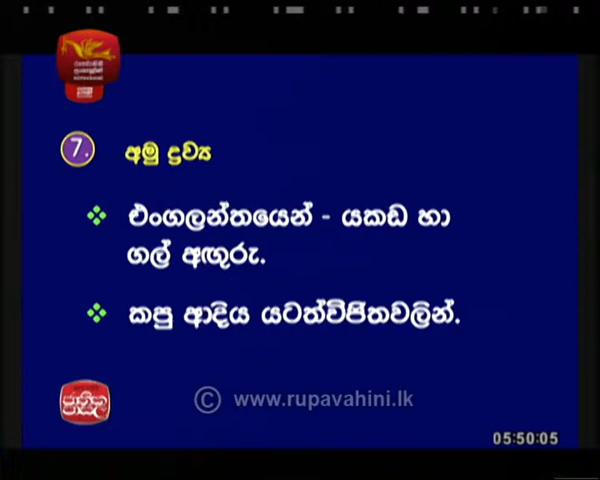 7. අමු ද්‍රව්‍ය
එංගලන්තයෙන් - යකඩ හා
ගල් අඟුරු.
කපු ආදිය යටත්විජිතවලින්.
© www.rupavahini.lk
05:50:05